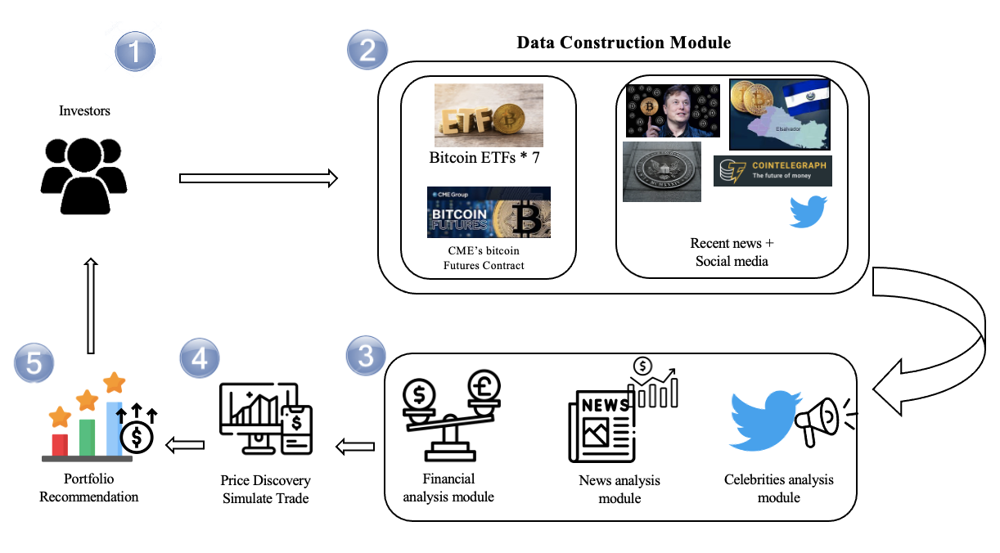 1
2
Data Construction Module
Investors
ETF
Bitcoin ETFs * 7
CME Group
BITCOIN
FUTURES
CME's bitcoin
Futures Contract
Elsalvador
COINTELEGRAPH
The future of money
Recent news +
Social media
5
4
3
$
£
NEWS
$
$
$
Portfolio
Recommendation
Price Discovery
Simulate Trade
Financial
analysis module
News analysis
module
Celebrities analysis
module